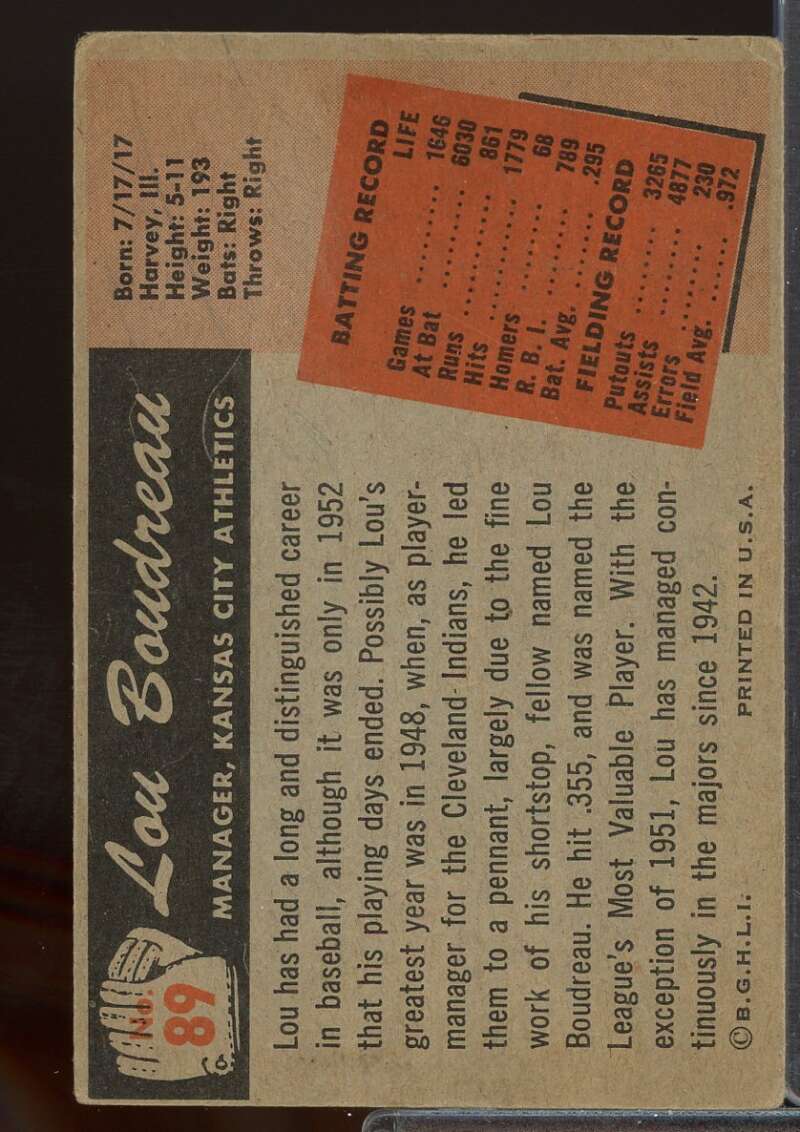 No.
89
Lou Boudreau
MANAGER, KANSAS CITY ATHLETICS
Born: 7/17/17
Harvey, Ill.
Height: 5-11
Weight: 193
Bats: Right
Throws: Right
Lou has had a long and distinguished career
in baseball, although it was only in 1952
that his playing days ended. Possibly Lou's
greatest year was in 1948, when, as player-
manager for the Cleveland Indians, he led
them to a pennant, largely due to the fine
work of his shortstop, fellow named Lou
Boudreau. He hit .355, and was named the
League's Most Valuable Player. With the
exception of 1951, Lou has managed con-
tinuously in the majors since 1942.
BATTING RECORD
LIFE
Games .......... 1646
At Bat .......... 6030
Runs .......... 861
Hits .......... 1779
Homers .......... 68
R. B. I. .......... 789
Bat. Avg. ........ .295
FIELDING RECORD
Putouts ........ 3265
Assists ........ 4877
Errors ........ 230
Field Avg. ...... .972
© B.G.H.L.I. PRINTED IN U.S.A.